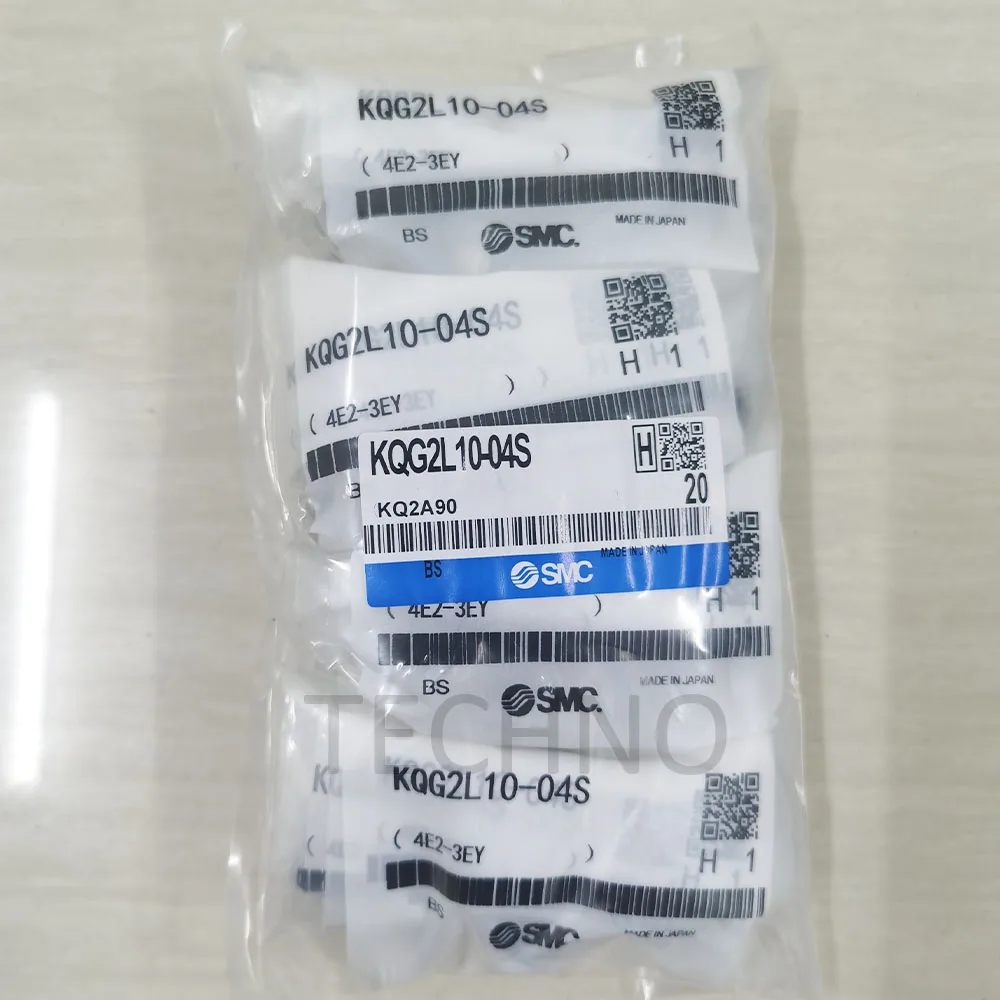 KQG2L10-04S
H 1
( 4E2-3EY )
BS SMC. MADE IN JAPAN
KQG2L10-04S
H 1
( 4E2-3EY )
KQG2L10-04S H
KQ2A90 20
BS SMC MADE IN JAPAN
( 4E2-3EY ) H 1
BS SMC. MADE IN JAPAN
TECHNO
KQG2L10-04S
( 4E2-3EY ) H 1
BS SMC MADE IN JAPAN